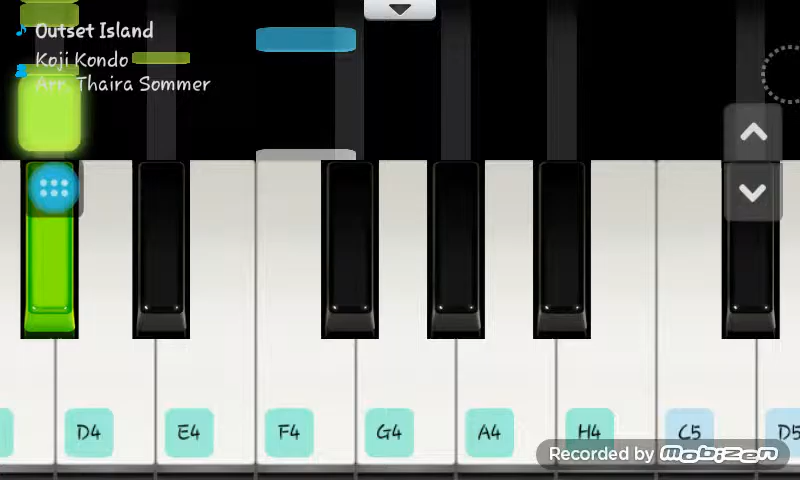 Outset Island
Koji Kondo
Arr. Thaira Sommer
D4 E4 F4 G4 A4 H4 C5 D5
Recorded by Mobizen